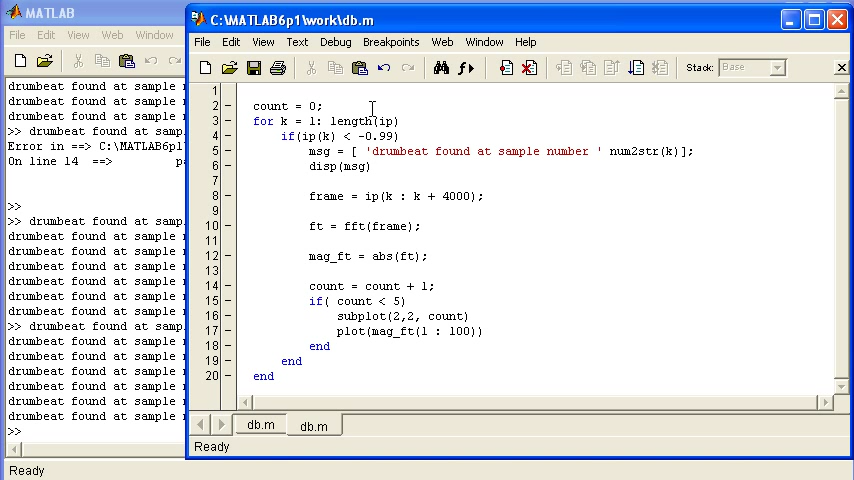 MATLAB
File Edit View Web Window
drumbeat found at sample n
drumbeat found at sample n
drumbeat found at sample n
>> drumbeat found at samp
Error in ==> C:\MATLAB6p1
On line 14 ==>
>>
>> drumbeat found at samp
drumbeat found at sample
drumbeat found at sample
drumbeat found at sample
drumbeat found at sample
drumbeat found at sample
drumbeat found at sample
>> drumbeat found at samp
drumbeat found at sample
drumbeat found at sample
drumbeat found at sample
drumbeat found at sample
drumbeat found at sample
drumbeat found at sample
>>
Ready
C:\MATLAB6p1\work\db.m
File Edit View Text Debug Breakpoints Web Window Help
Stack: Base
1
2 count = 0;
3 for k = 1: length(ip)
4 if(ip(k) < -0.99)
5 msg = [ 'drumbeat found at sample number ' num2str(k)];
6 disp(msg)
7
8 frame = ip(k : k + 4000);
9
10 ft = fft(frame);
11
12 mag_ft = abs(ft);
13
14 count = count + 1;
15 if( count < 5)
16 subplot(2,2, count)
17 plot(mag_ft(1 : 100))
18 end
19 end
20 end
db.m db.m
Ready